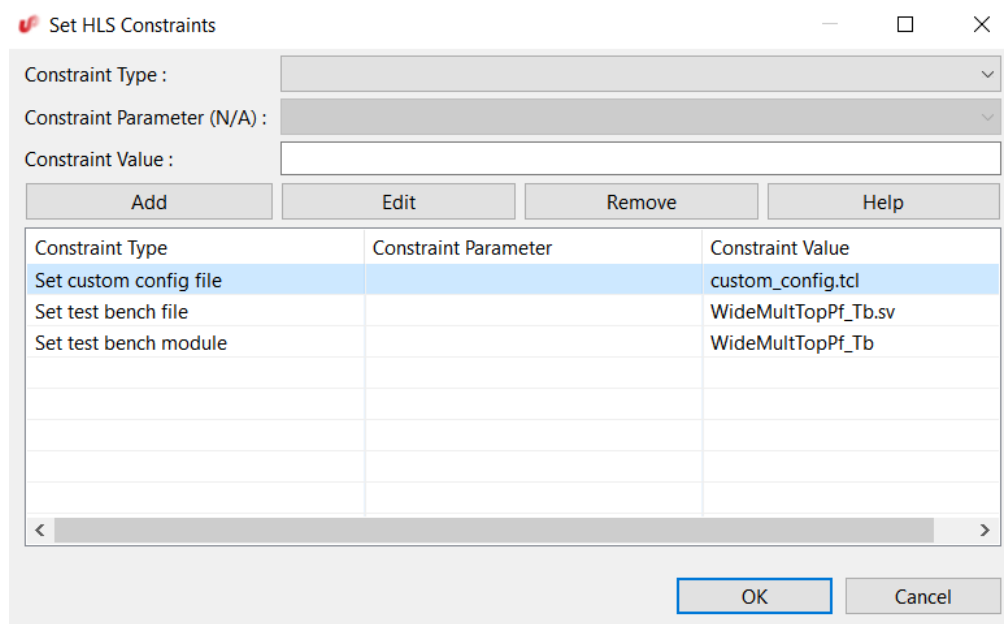 Set HLS Constraints
Constraint Type :
Constraint Parameter (N/A) :
Constraint Value :
Add Edit Remove Help
Constraint Type Constraint Parameter Constraint Value
Set custom config file custom_config.tcl
Set test bench file WideMultTopPf_Tb.sv
Set test bench module WideMultTopPf_Tb
OK Cancel